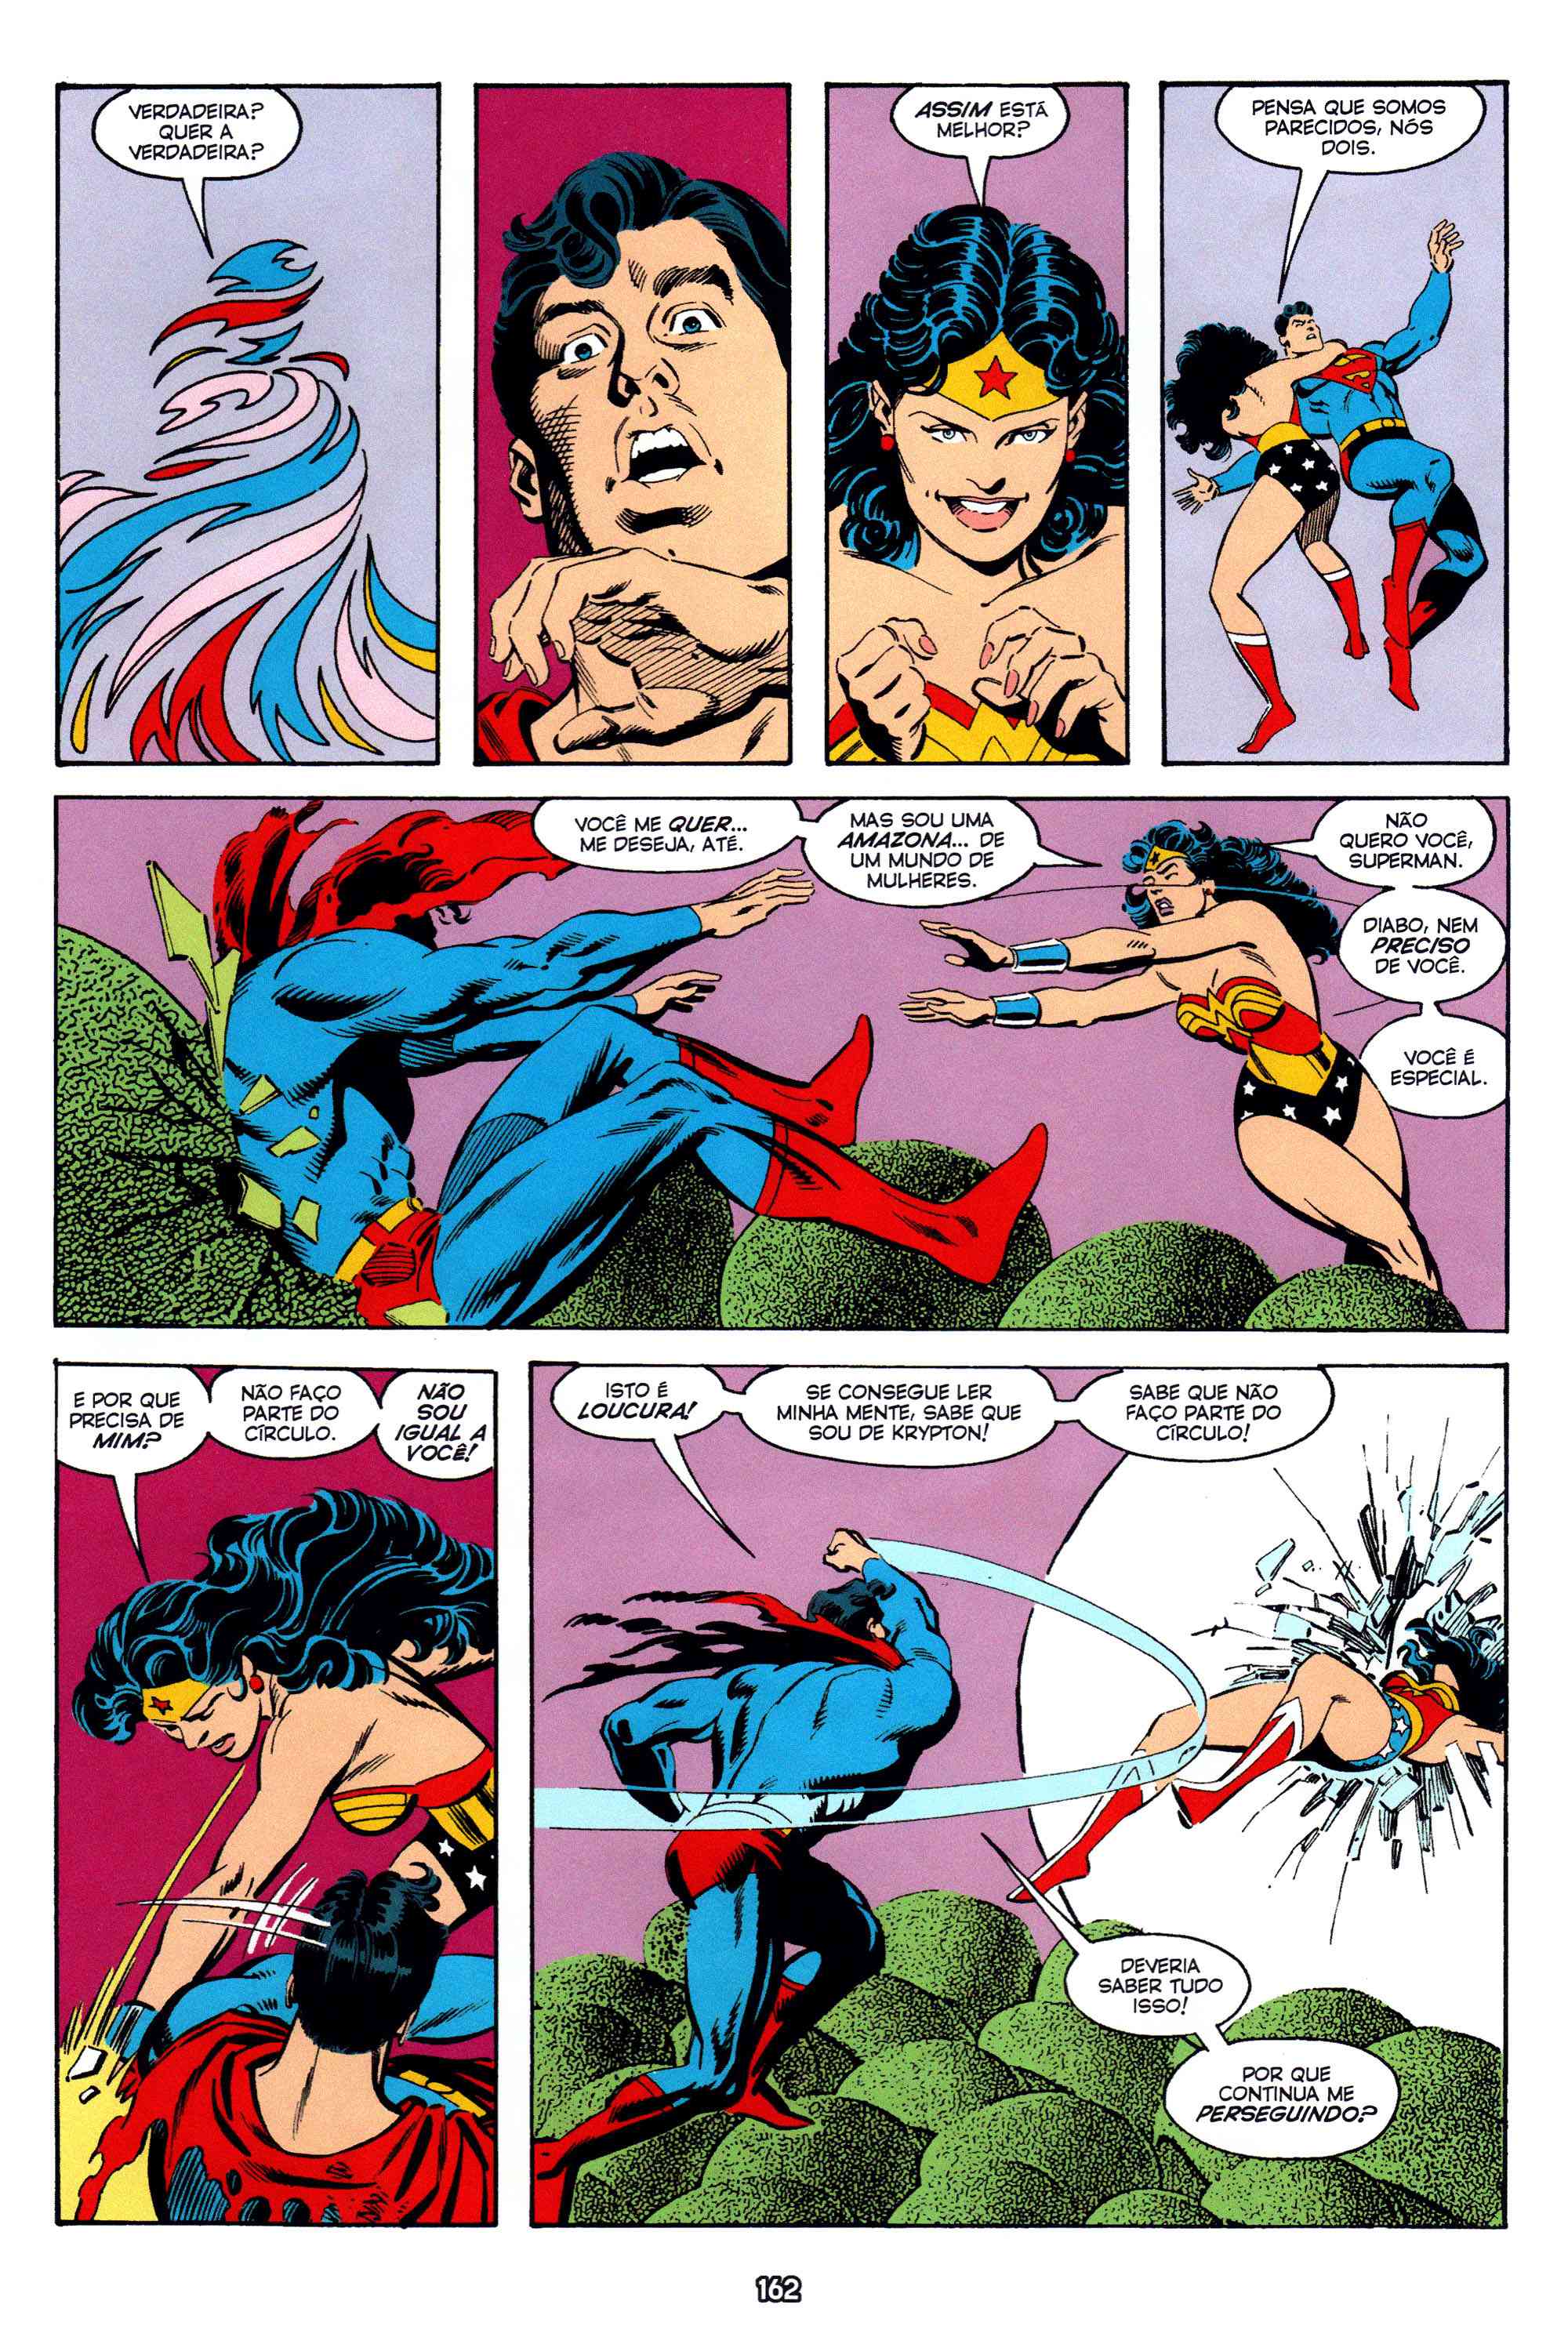 VERDADEIRA?
QUER A
VERDADEIRA?
ASSIM ESTÁ
MELHOR?
PENSA QUE SOMOS
PARECIDOS, NÓS
DOIS.
VOCÊ ME QUER...
ME DESEJA, ATÉ.
MAS SOU UMA
AMAZONA... DE
UM MUNDO DE
MULHERES.
NÃO
QUERO VOCÊ,
SUPERMAN.
DIABO, NEM
PRECISO
DE VOCÊ.
VOCÊ É
ESPECIAL.
E POR QUE
PRECISA DE
MIM?
NÃO FAÇO
PARTE DO
CÍRCULO.
NÃO
SOU
IGUAL A
VOCÊ!
ISTO É
LOUCURA!
SE CONSEGUE LER
MINHA MENTE, SABE QUE
SOU DE KRYPTON!
SABE QUE NÃO
FAÇO PARTE DO
CÍRCULO!
DEVERIA
SABER TUDO
ISSO!
POR QUE
CONTINUA ME
PERSEGUINDO?
162